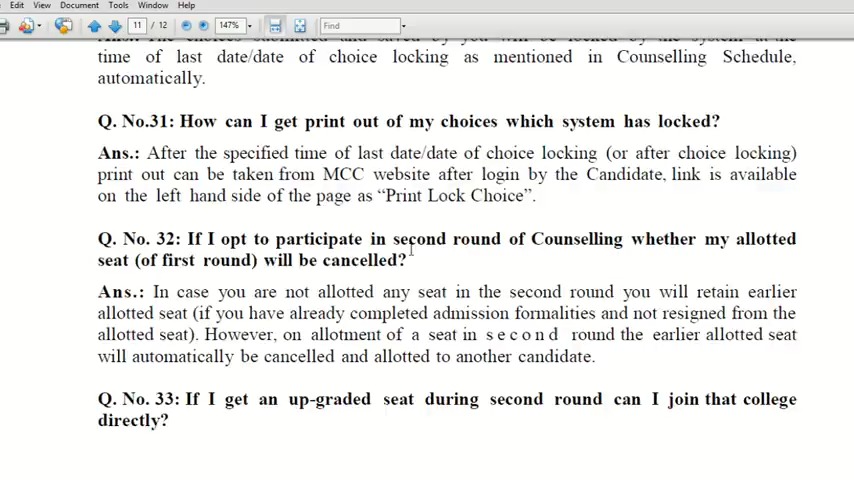 Edit View Document Tools Window Help
11 / 12 147% Find
time of last date/date of choice locking as mentioned in Counselling Schedule,
automatically.
Q. No.31: How can I get print out of my choices which system has locked?
Ans.: After the specified time of last date/date of choice locking (or after choice locking)
print out can be taken from MCC website after login by the Candidate, link is available
on the left hand side of the page as “Print Lock Choice”.
Q. No. 32: If I opt to participate in second round of Counselling whether my allotted
seat (of first round) will be cancelled?
Ans.: In case you are not allotted any seat in the second round you will retain earlier
allotted seat (if you have already completed admission formalities and not resigned from the
allotted seat). However, on allotment of a seat in s e c o n d round the earlier allotted seat
will automatically be cancelled and allotted to another candidate.
Q. No. 33: If I get an up-graded seat during second round can I join that college
directly?